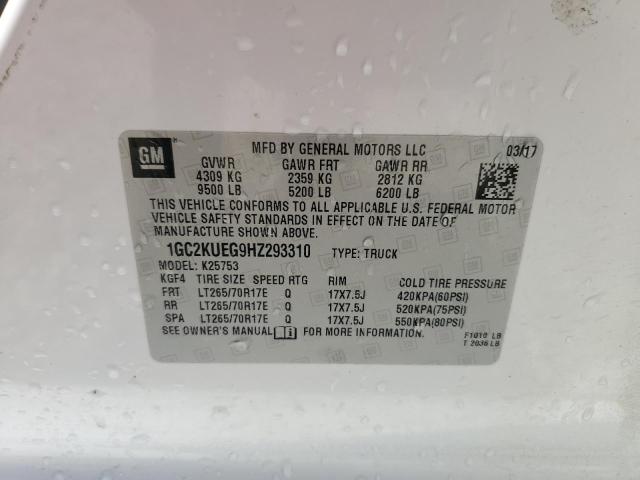 GM
MFD BY GENERAL MOTORS LLC 03/17
GVWR GAWR FRT GAWR RR
4309 KG 2359 KG 2812 KG
9500 LB 5200 LB 6200 LB
THIS VEHICLE CONFORMS TO ALL APPLICABLE U.S. FEDERAL MOTOR
VEHICLE SAFETY STANDARDS IN EFFECT ON THE DATE OF
MANUFACTURE SHOWN ABOVE.
1GC2KUEG9HZ293310 TYPE: TRUCK
MODEL: K25753
KGF4 TIRE SIZE SPEED RTG RIM COLD TIRE PRESSURE
FRT LT265/70R17E Q 17X7.5J 420KPA(60PSI)
RR LT265/70R17E Q 17X7.5J 520KPA(75PSI)
SPA LT265/70R17E Q 17X7.5J 550KPA(80PSI)
SEE OWNER'S MANUAL FOR MORE INFORMATION.
F1010 LB
T 2036 LB